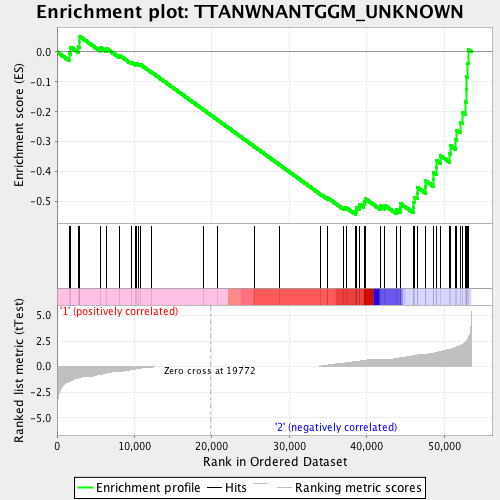 Enrichment plot: TTANWNANTGGM_UNKNOWN
Enrichment score (ES)
0.0
-0.1
-0.2
-0.3
-0.4
-0.5
'1' (positively correlated)
Ranked list metric (tTest)
5.0
2.5
0.0
-2.5
-5.0
Zero cross at 19772
'2' (negatively correlated)
0
10,000
20,000
30,000
40,000
50,000
Rank in Ordered Dataset
Enrichment profile
Hits
Ranking metric scores